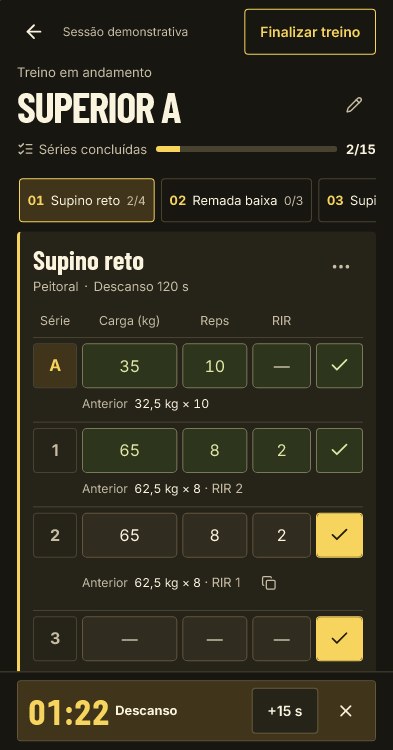 Sessão demonstrativa
Finalizar treino
Treino em andamento
SUPERIOR A
Séries concluídas 2/15
01 Supino reto 2/4 02 Remada baixa 0/3 03 Supi
Supino reto
Peitoral · Descanso 120 s
Série Carga (kg) Reps RIR
A 35 10 —
Anterior 32,5 kg × 10
1 65 8 2
Anterior 62,5 kg × 8 · RIR 2
2 65 8 2
Anterior 62,5 kg × 8 · RIR 1
3 — — —
01:22 Descanso +15 s